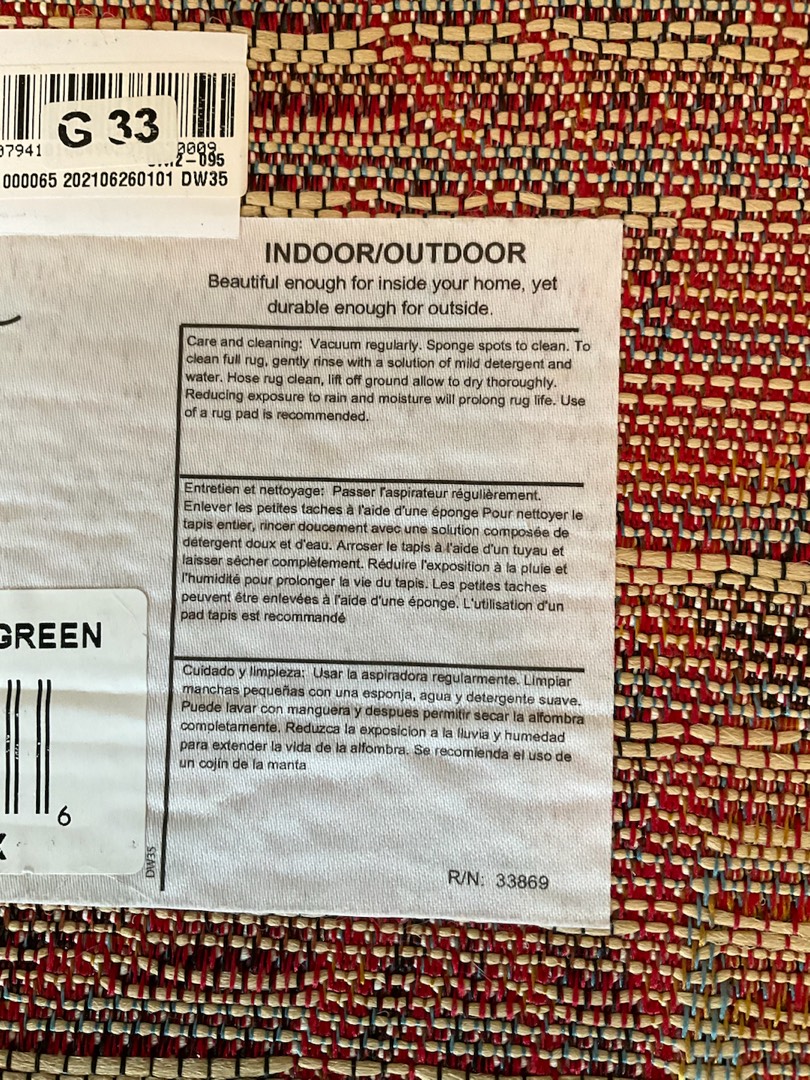 G 33
07941
0009
2-095
000065 202106260101 DW35
INDOOR/OUTDOOR
Beautiful enough for inside your home, yet
durable enough for outside.
Care and cleaning: Vacuum regularly. Sponge spots to clean. To
clean full rug, gently rinse with a solution of mild detergent and
water. Hose rug clean, lift off ground allow to dry thoroughly.
Reducing exposure to rain and moisture will prolong rug life. Use
of a rug pad is recommended.
Entretien et nettoyage: Passer l'aspirateur régulièrement.
Enlever les petites taches à l'aide d'une éponge Pour nettoyer le
tapis entier, rincer doucement avec une solution composée de
détergent doux et d'eau. Arroser le tapis à l'aide d'un tuyau et
laisser sécher complètement. Réduire l'exposition à la pluie et
l'humidité pour prolonger la vie du tapis. Les petites taches
peuvent être enlevées à l'aide d'une éponge. L'utilisation d'un
pad tapis est recommandé
Cuidado y limpieza: Usar la aspiradora regularmente. Limpiar
manchas pequeñas con una esponja, agua y detergente suave.
Puede lavar con manguera y despues permitir secar la alfombra
completamente. Reduzca la exposicion a la lluvia y humedad
para extender la vida de la alfombra. Se recomienda el uso de
un cojín de la manta
GREEN
6
X
DW35
R/N: 33869